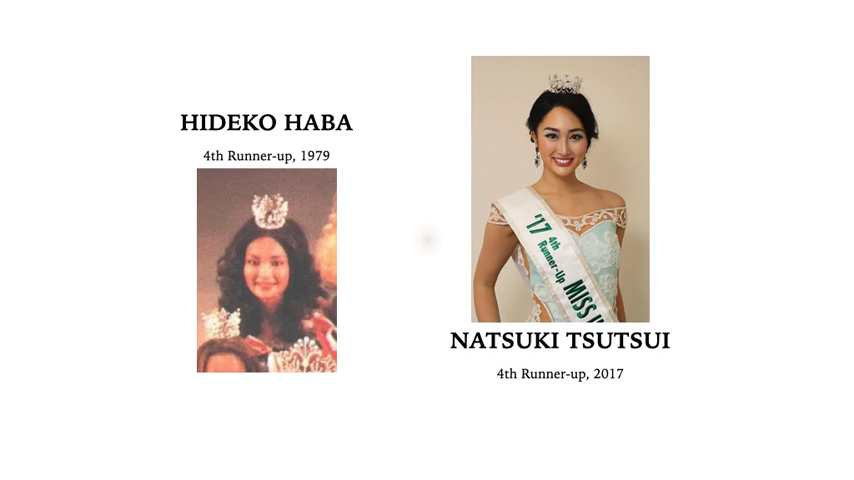 HIDEKO HABA
4th Runner-up, 1979
'17 4th
Runner-Up MISS
NATSUKI TSUTSUI
4th Runner-up, 2017